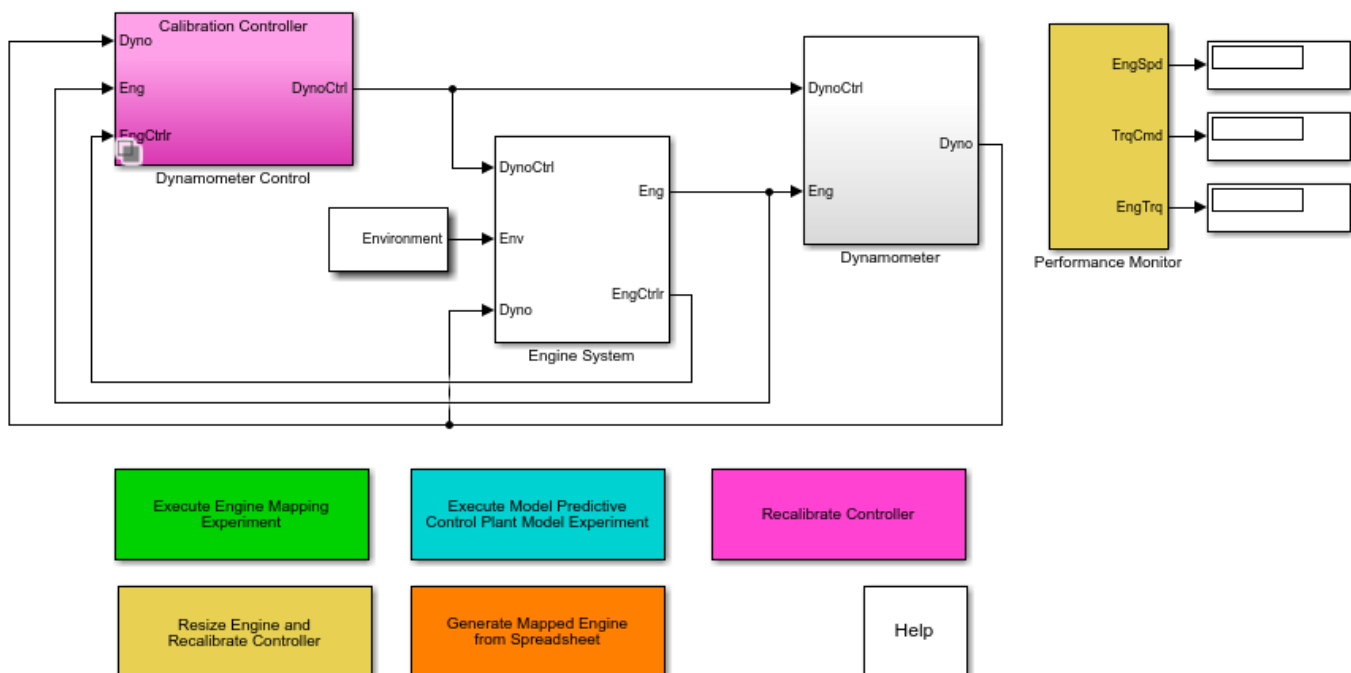 Calibration Controller
Dyno
Eng
DynoCtrl
EngCtrlr
Dynamometer Control
DynoCtrl
Eng
Environment
Env
EngCtrlr
Dyno
Engine System
DynoCtrl
Dyno
Eng
Dynamometer
EngSpd
TrqCmd
EngTrq
Performance Monitor
Execute Engine Mapping
Experiment
Execute Model Predictive
Control Plant Model Experiment
Recalibrate Controller
Resize Engine and
Recalibrate Controller
Generate Mapped Engine
from Spreadsheet
Help